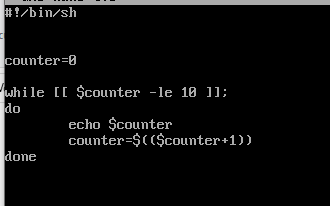 #!/bin/sh
counter=0
while [[ $counter -le 10 ]];
do
echo $counter
counter=$(($counter+1))
done